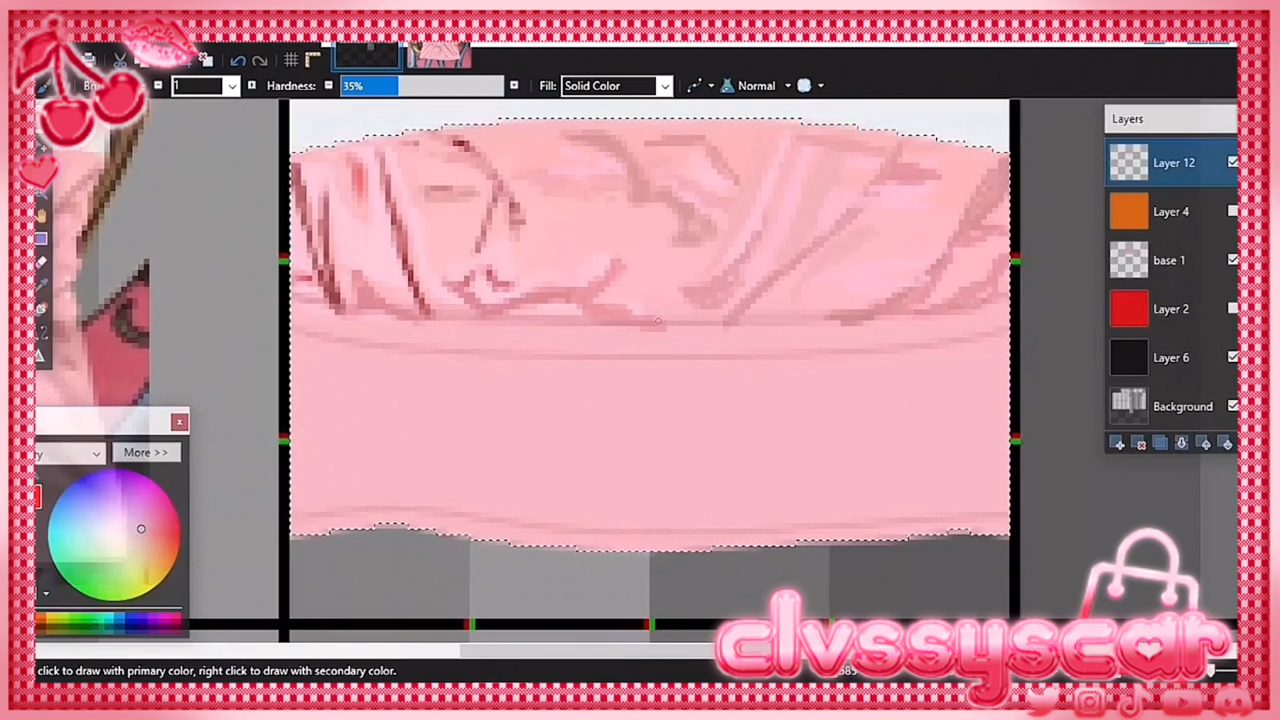 1
Hardness:
35%
Fill:
Solid Color
Normal
Layers
Layer 12
Layer 4
base 1
Layer 2
Layer 6
Background
More >>
click to draw with primary color, right click to draw with secondary color.
clvssyscar